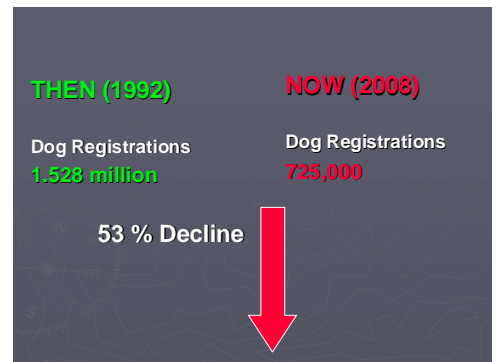 THEN (1992)
Dog Registrations
1.528 million
NOW (2008)
Dog Registrations
725,000
53 % Decline
N
m
S